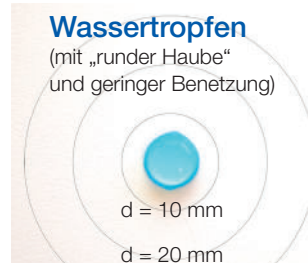 Wassertropfen
(mit „runder Haube“
und geringer Benetzung)
d = 10 mm
d = 20 mm